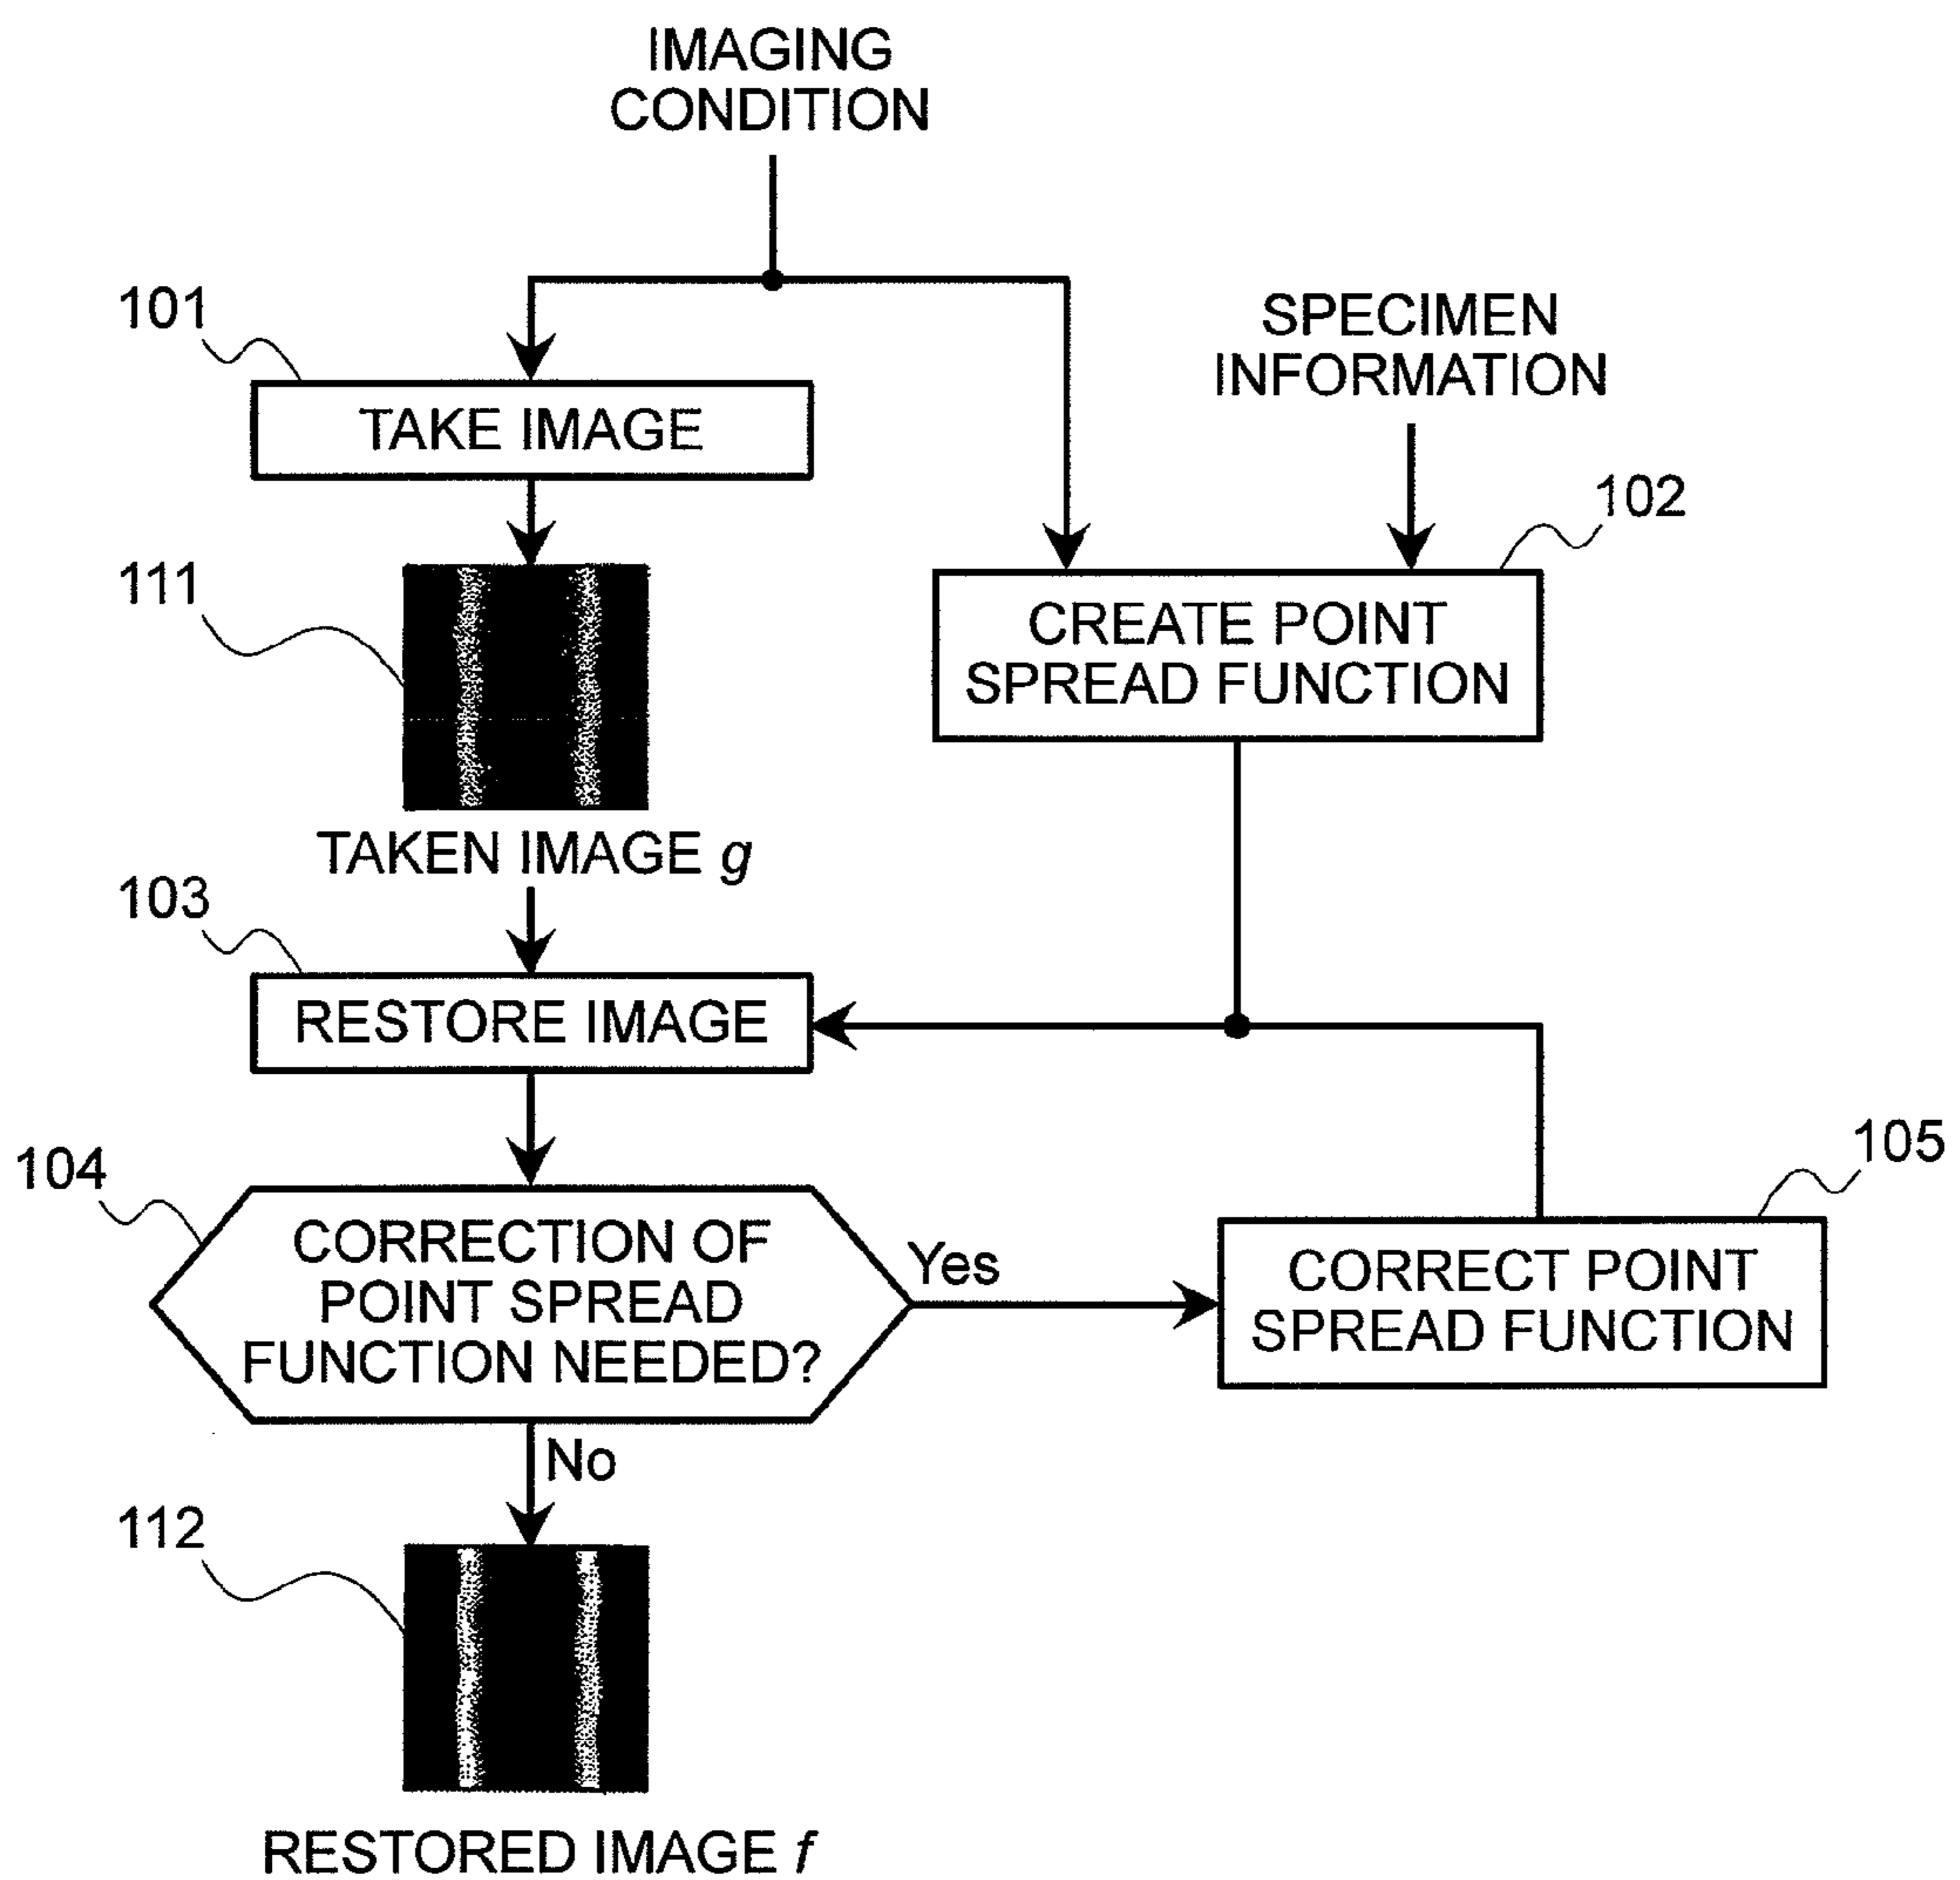 IMAGING
CONDITION
101
SPECIMEN
INFORMATION
TAKE IMAGE
102
111
CREATE POINT
SPREAD FUNCTION
TAKEN IMAGE g
103
RESTORE IMAGE
104
105
CORRECTION OF
POINT SPREAD
FUNCTION NEEDED?
Yes
CORRECT POINT
SPREAD FUNCTION
No
112
RESTORED IMAGE f